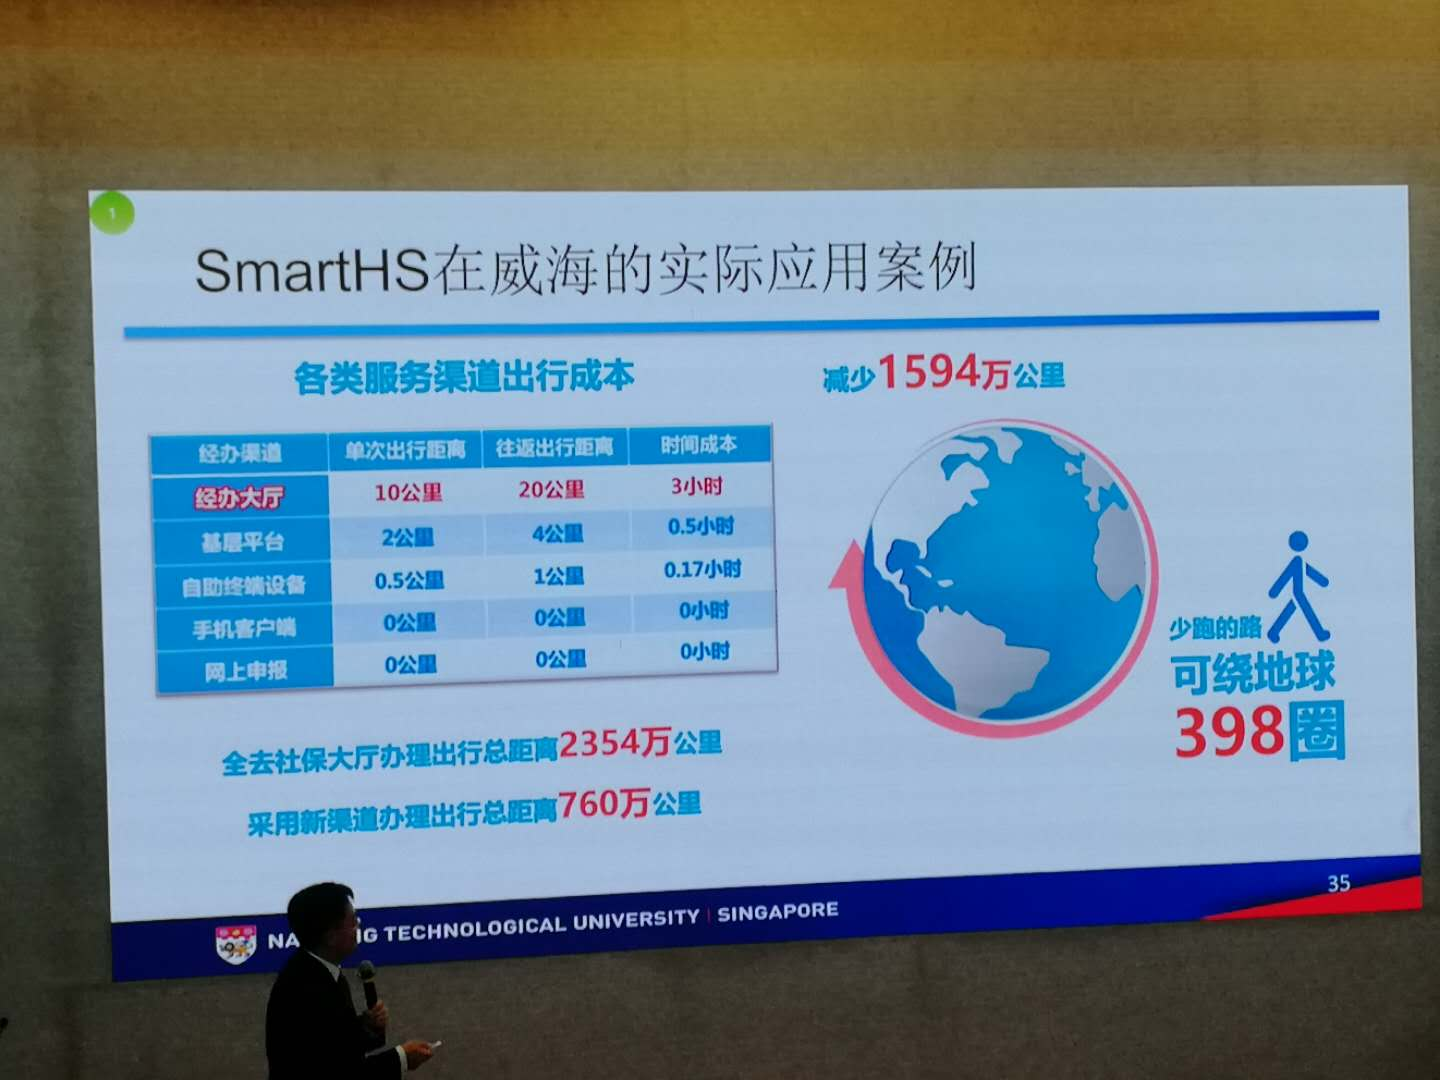 1
SmartHS在威海的实际应用案例
各类服务渠道出行成本
经办渠道 单次出行距离 往返出行距离 时间成本
经办大厅 10公里 20公里 3小时
基层平台 2公里 4公里 0.5小时
自助终端设备 0.5公里 1公里 0.17小时
手机客户端 0公里 0公里 0小时
网上申报 0公里 0公里 0小时
全去社保大厅办理出行总距离2354万公里
采用新渠道办理出行总距离760万公里
减少1594万公里
少跑的路
可绕地球
398圈
35
TECHNOLOGICAL UNIVERSITY | SINGAPORE